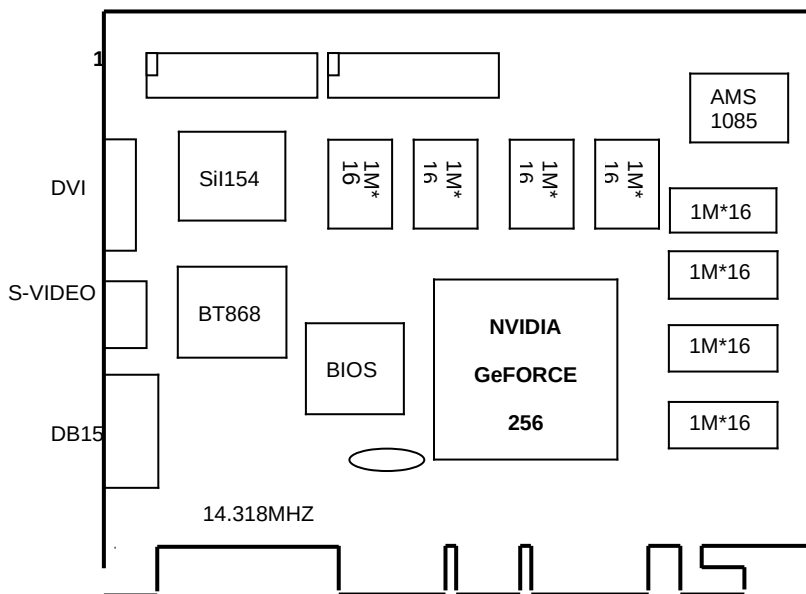 1
AMS
1085
DVI
SiI154
1M*
16
1M*
16
1M*
16
1M*
16
1M*16
S-VIDEO
BT868
1M*16
NVIDIA
GeFORCE
256
BIOS
1M*16
DB15
1M*16
14.318MHZ